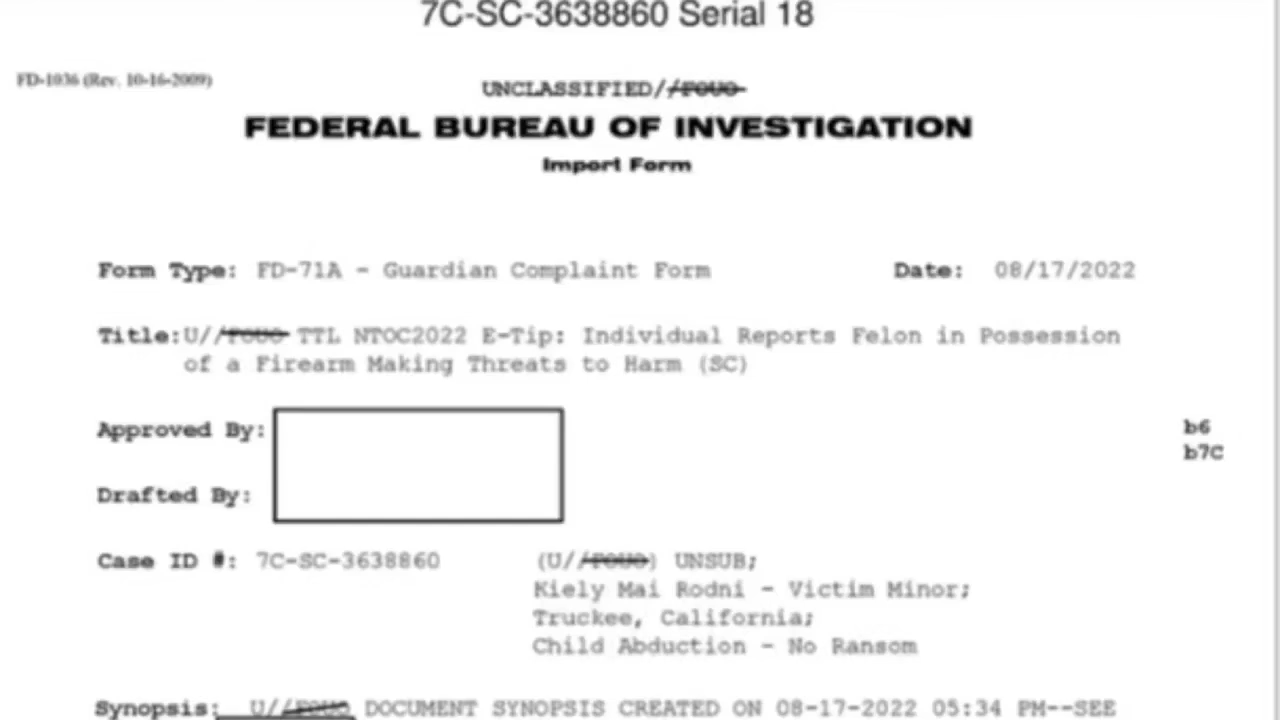 7C-SC-3638860 Serial 18
FD-1036 (Rev. 10-16-2009)
UNCLASSIFIED//FOUO
FEDERAL BUREAU OF INVESTIGATION
Import Form
Form Type: FD-71A - Guardian Complaint Form Date: 08/17/2022
Title: U//FOUO TTL NTOC2022 E-Tip: Individual Reports Felon in Possession
of a Firearm Making Threats to Harm (SC)
Approved By:
b6
b7C
Drafted By:
Case ID #: 7C-SC-3638860 (U//FOUO) UNSUB;
Kiely Mai Rodni - Victim Minor;
Truckee, California;
Child Abduction - No Ransom
Synopsis: U//FOUO DOCUMENT SYNOPSIS CREATED ON 08-17-2022 05:34 PM--SEE